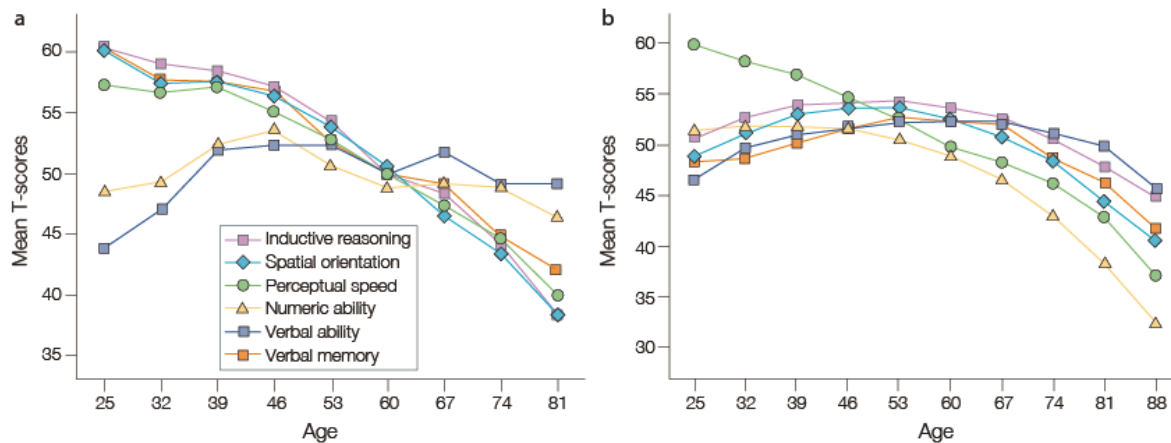 a
60
55
50
45
40
35
Mean T-scores
Inductive reasoning
Spatial orientation
Perceptual speed
Numeric ability
Verbal ability
Verbal memory
25 32 39 46 53 60 67 74 81
Age
b
60
55
50
45
40
35
30
Mean T-scores
25 32 39 46 53 60 67 74 81 88
Age